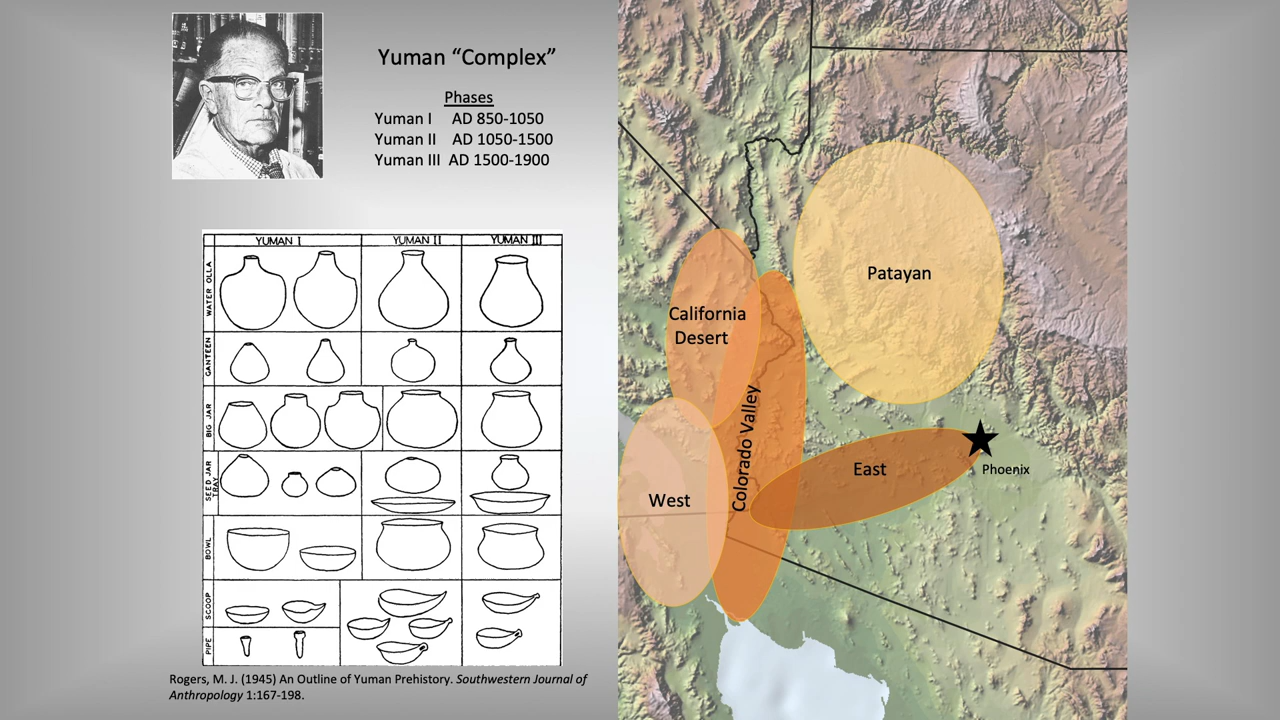 Yuman “Complex”
Phases
Yuman I AD 850-1050
Yuman II AD 1050-1500
Yuman III AD 1500-1900
YUMAN I YUMAN II YUMAN III
WATER OLLA
CANTEEN
BIG JAR
SEED JAR
TRAY
BOWL
SCOOP
PIPE
Rogers, M. J. (1945) An Outline of Yuman Prehistory. Southwestern Journal of
Anthropology 1:167-198.
Patayan
California
Desert
Colorado Valley
East
West
Phoenix